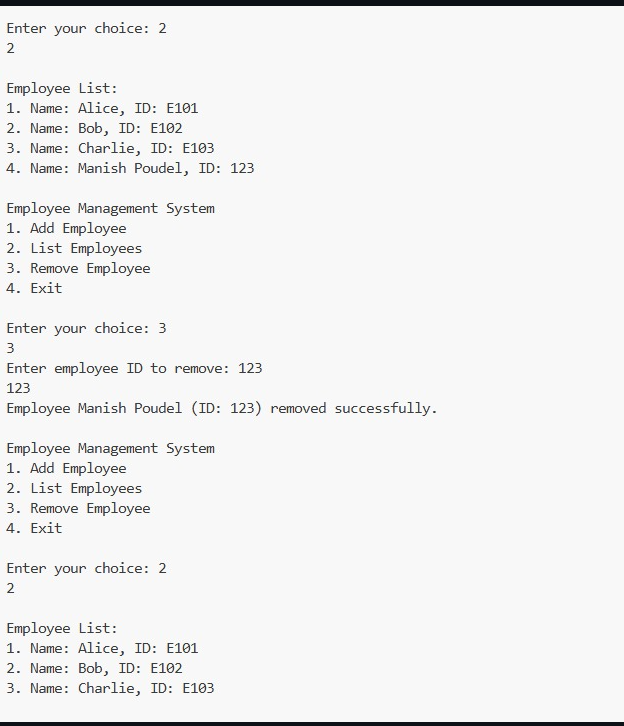 Enter your choice: 2
2
Employee List:
1. Name: Alice, ID: E101
2. Name: Bob, ID: E102
3. Name: Charlie, ID: E103
4. Name: Manish Poudel, ID: 123
Employee Management System
1. Add Employee
2. List Employees
3. Remove Employee
4. Exit
Enter your choice: 3
3
Enter employee ID to remove: 123
123
Employee Manish Poudel (ID: 123) removed successfully.
Employee Management System
1. Add Employee
2. List Employees
3. Remove Employee
4. Exit
Enter your choice: 2
2
Employee List:
1. Name: Alice, ID: E101
2. Name: Bob, ID: E102
3. Name: Charlie, ID: E103